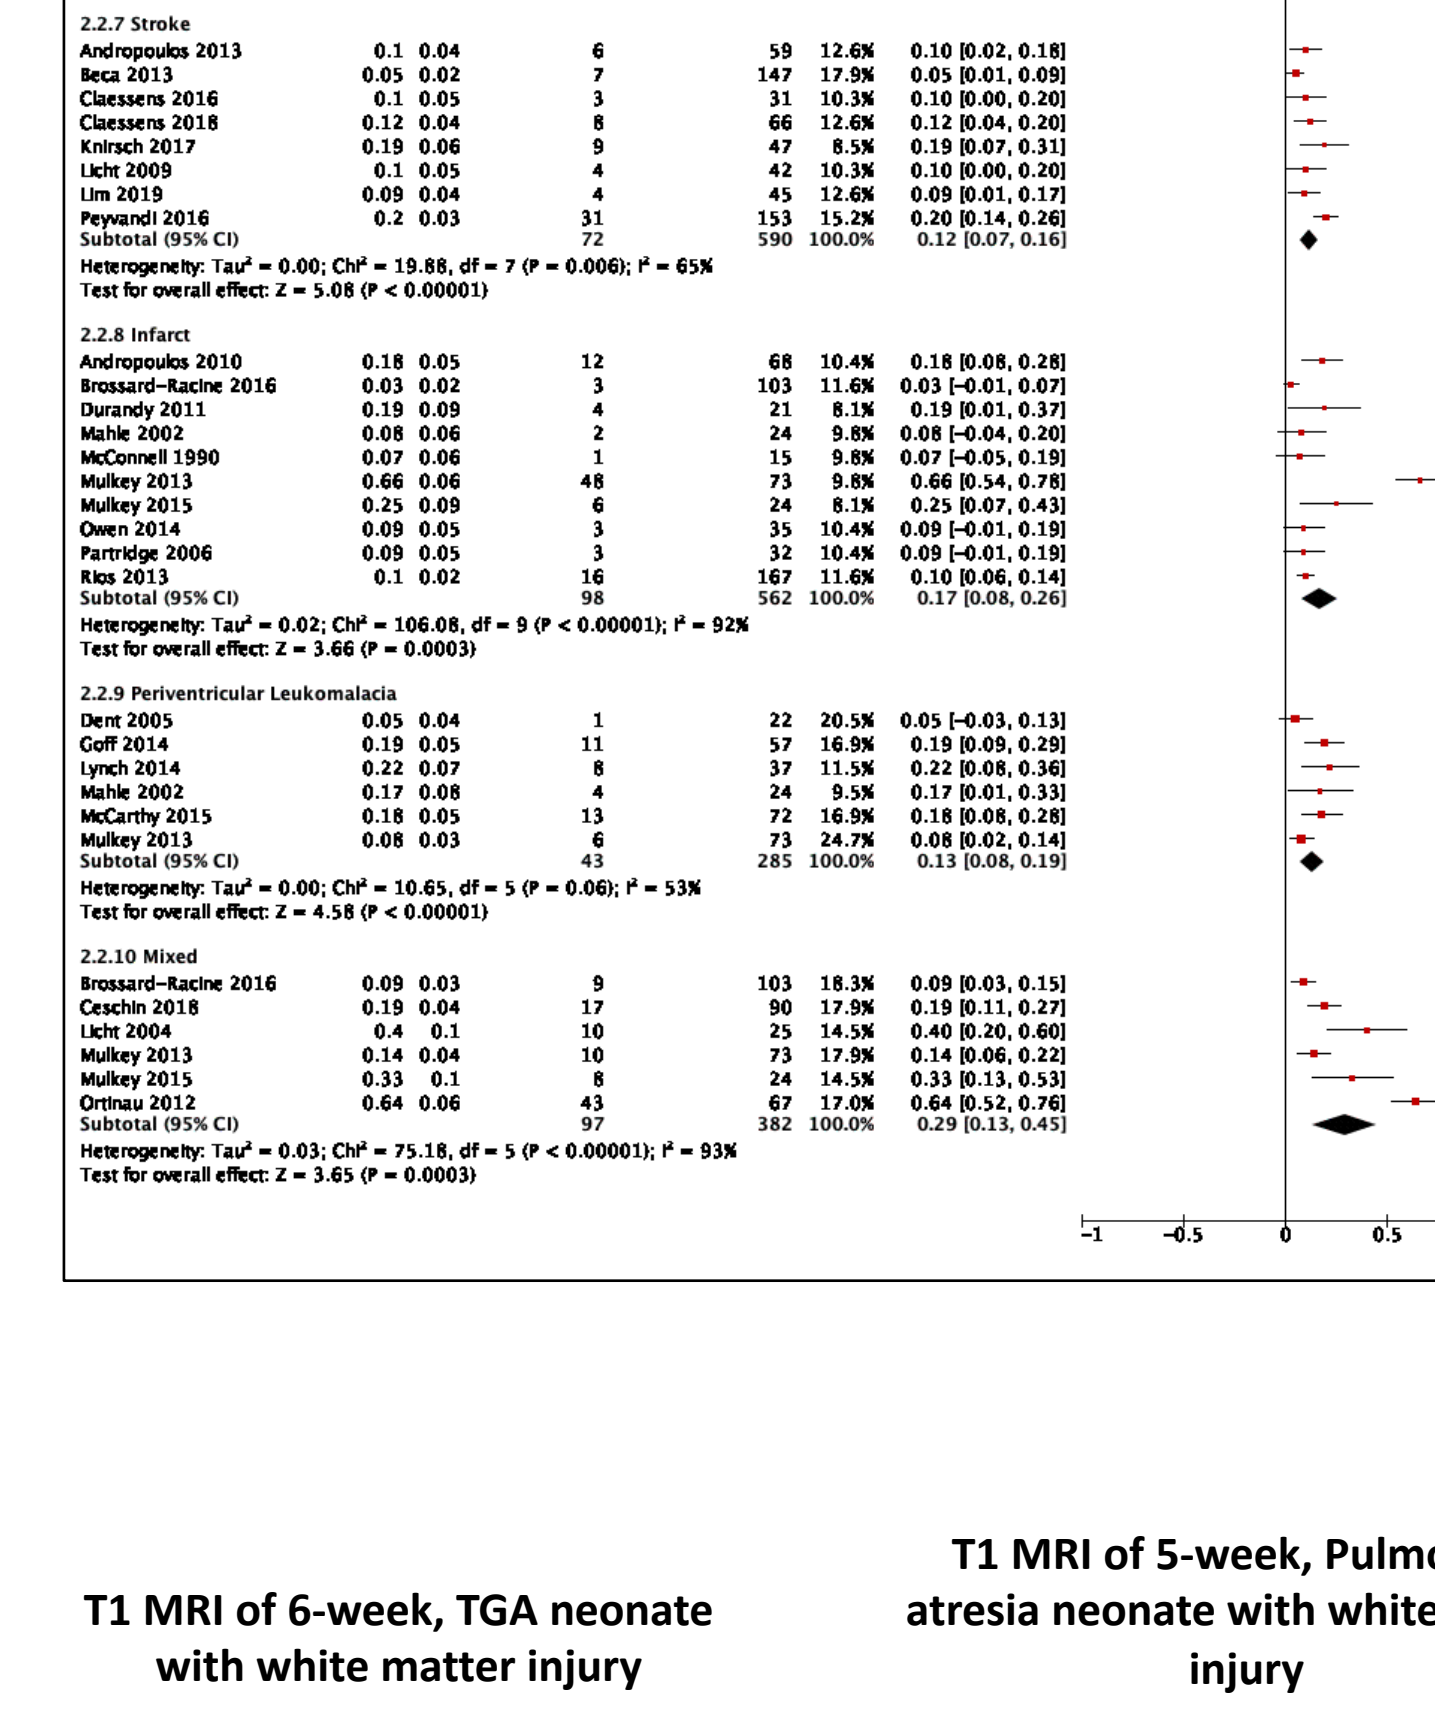 2.2.7 Stroke
Andropoulos 2013 0.1 0.04 6 59 12.6% 0.10 [0.02, 0.18]
Beca 2013 0.05 0.02 7 147 17.9% 0.05 [0.01, 0.09]
Claessens 2016 0.1 0.05 3 31 10.3% 0.10 [0.00, 0.20]
Claessens 2018 0.12 0.04 8 66 12.6% 0.12 [0.04, 0.20]
Knirsch 2017 0.19 0.06 9 47 8.5% 0.19 [0.07, 0.31]
Licht 2009 0.1 0.05 4 42 10.3% 0.10 [0.00, 0.20]
Lim 2019 0.09 0.04 4 45 12.6% 0.09 [0.01, 0.17]
Peyvandi 2016 0.2 0.03 31 153 15.2% 0.20 [0.14, 0.26]
Subtotal (95% CI) 72 590 100.0% 0.12 [0.07, 0.16]
Heterogeneity: Tau² = 0.00; Chi² = 19.88, df = 7 (P = 0.006); I² = 65%
Test for overall effect: Z = 5.08 (P < 0.00001)
2.2.8 Infarct
Andropoulos 2010 0.18 0.05 12 68 10.4% 0.18 [0.08, 0.28]
Brossard-Racine 2016 0.03 0.02 3 103 11.6% 0.03 [-0.01, 0.07]
Durandy 2011 0.19 0.09 4 21 8.1% 0.19 [0.01, 0.37]
Mahle 2002 0.08 0.06 2 24 9.8% 0.08 [-0.04, 0.20]
McConnell 1990 0.07 0.06 1 15 9.8% 0.07 [-0.05, 0.19]
Mulkey 2013 0.66 0.06 48 73 9.8% 0.66 [0.54, 0.78]
Mulkey 2015 0.25 0.09 6 24 8.1% 0.25 [0.07, 0.43]
Owen 2014 0.09 0.05 3 35 10.4% 0.09 [-0.01, 0.19]
Partridge 2006 0.09 0.05 3 32 10.4% 0.09 [-0.01, 0.19]
Rios 2013 0.1 0.02 16 167 11.6% 0.10 [0.06, 0.14]
Subtotal (95% CI) 98 562 100.0% 0.17 [0.08, 0.26]
Heterogeneity: Tau² = 0.02; Chi² = 106.08, df = 9 (P < 0.00001); I² = 92%
Test for overall effect: Z = 3.66 (P = 0.0003)
2.2.9 Periventricular Leukomalacia
Dent 2005 0.05 0.04 1 22 20.5% 0.05 [-0.03, 0.13]
Goff 2014 0.19 0.05 11 57 16.9% 0.19 [0.09, 0.29]
Lynch 2014 0.22 0.07 8 37 11.5% 0.22 [0.08, 0.36]
Mahle 2002 0.17 0.08 4 24 9.5% 0.17 [0.01, 0.33]
McCarthy 2015 0.18 0.05 13 72 16.9% 0.18 [0.08, 0.28]
Mulkey 2013 0.08 0.03 6 73 24.7% 0.08 [0.02, 0.14]
Subtotal (95% CI) 43 285 100.0% 0.13 [0.08, 0.19]
Heterogeneity: Tau² = 0.00; Chi² = 10.65, df = 5 (P = 0.06); I² = 53%
Test for overall effect: Z = 4.58 (P < 0.00001)
2.2.10 Mixed
Brossard-Racine 2016 0.09 0.03 9 103 18.3% 0.09 [0.03, 0.15]
Ceschin 2018 0.19 0.04 17 90 17.9% 0.19 [0.11, 0.27]
Licht 2004 0.4 0.1 10 25 14.5% 0.40 [0.20, 0.60]
Mulkey 2013 0.14 0.04 10 73 17.9% 0.14 [0.06, 0.22]
Mulkey 2015 0.33 0.1 8 24 14.5% 0.33 [0.13, 0.53]
Ortinau 2012 0.64 0.06 43 67 17.0% 0.64 [0.52, 0.76]
Subtotal (95% CI) 97 382 100.0% 0.29 [0.13, 0.45]
Heterogeneity: Tau² = 0.03; Chi² = 75.18, df = 5 (P < 0.00001); I² = 93%
Test for overall effect: Z = 3.65 (P = 0.0003)
-1 -0.5 0 0.5
T1 MRI of 6-week, TGA neonate
with white matter injury
T1 MRI of 5-week,
atresia neonate with white
injury